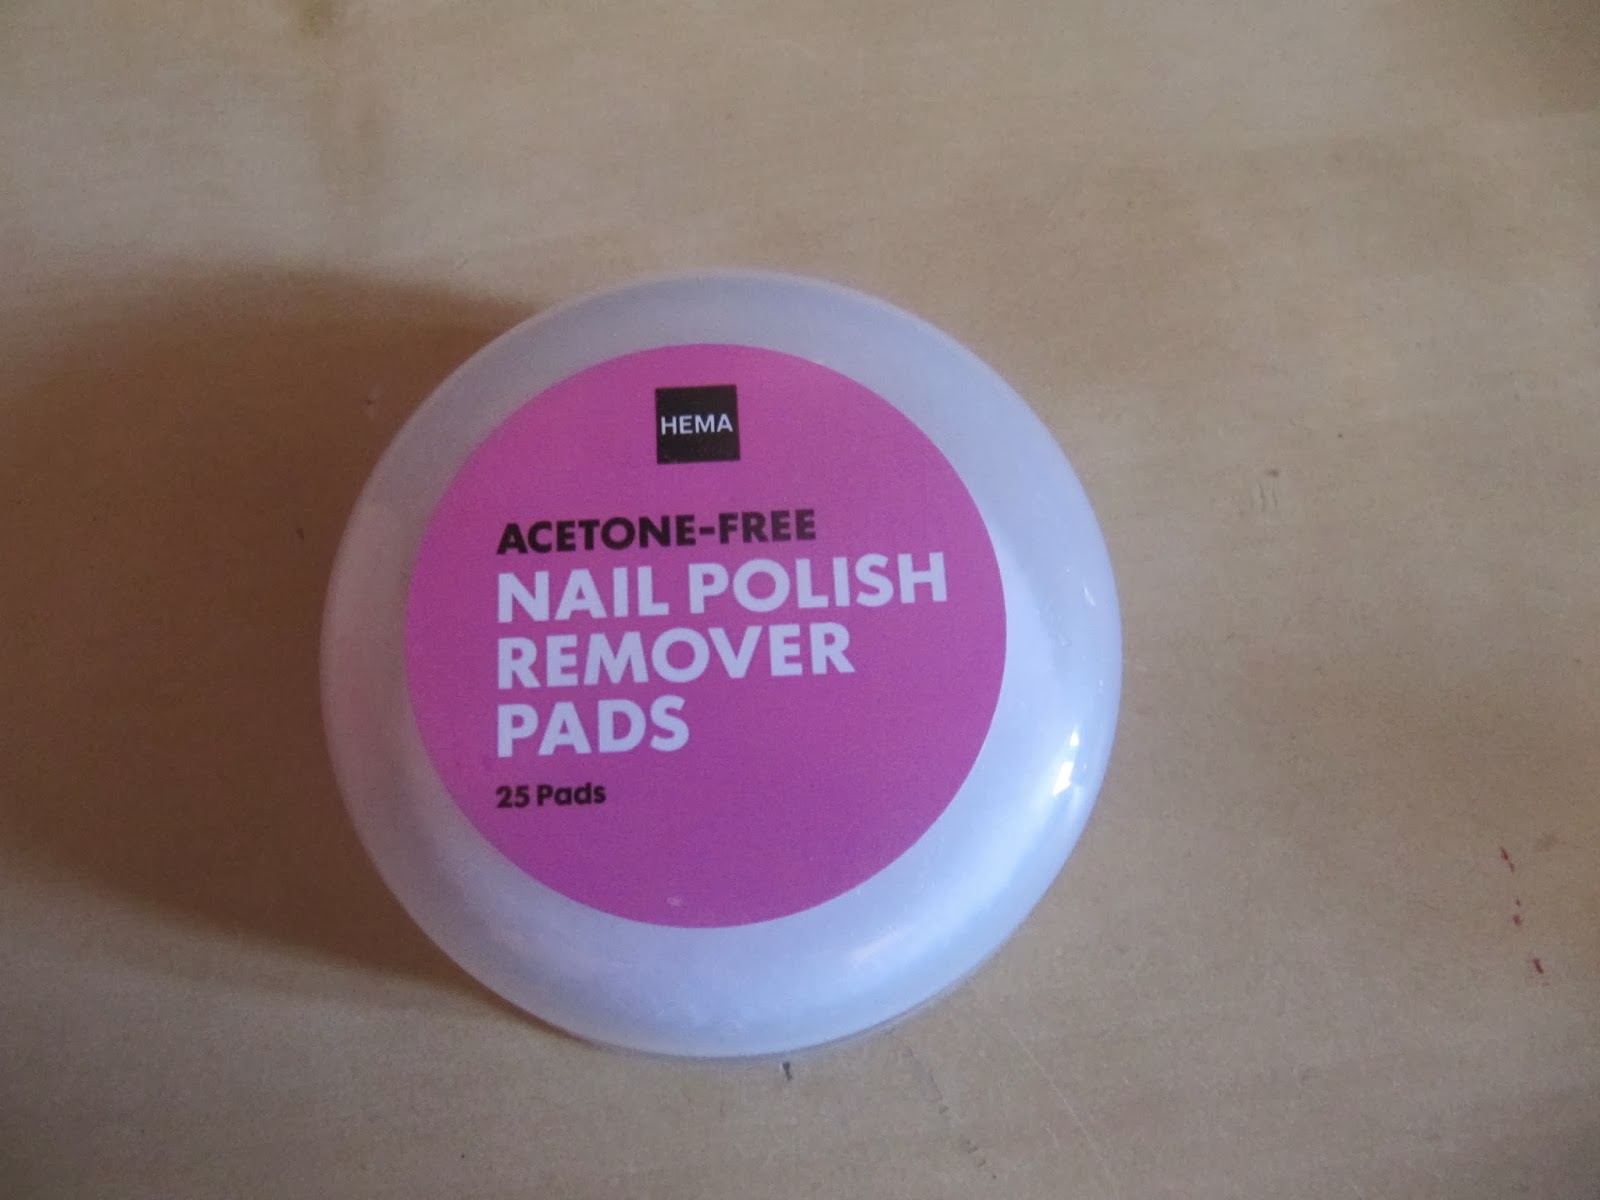 HEMA
ACETONE-FREE
NAIL POLISH
REMOVER
PADS
25 Pads